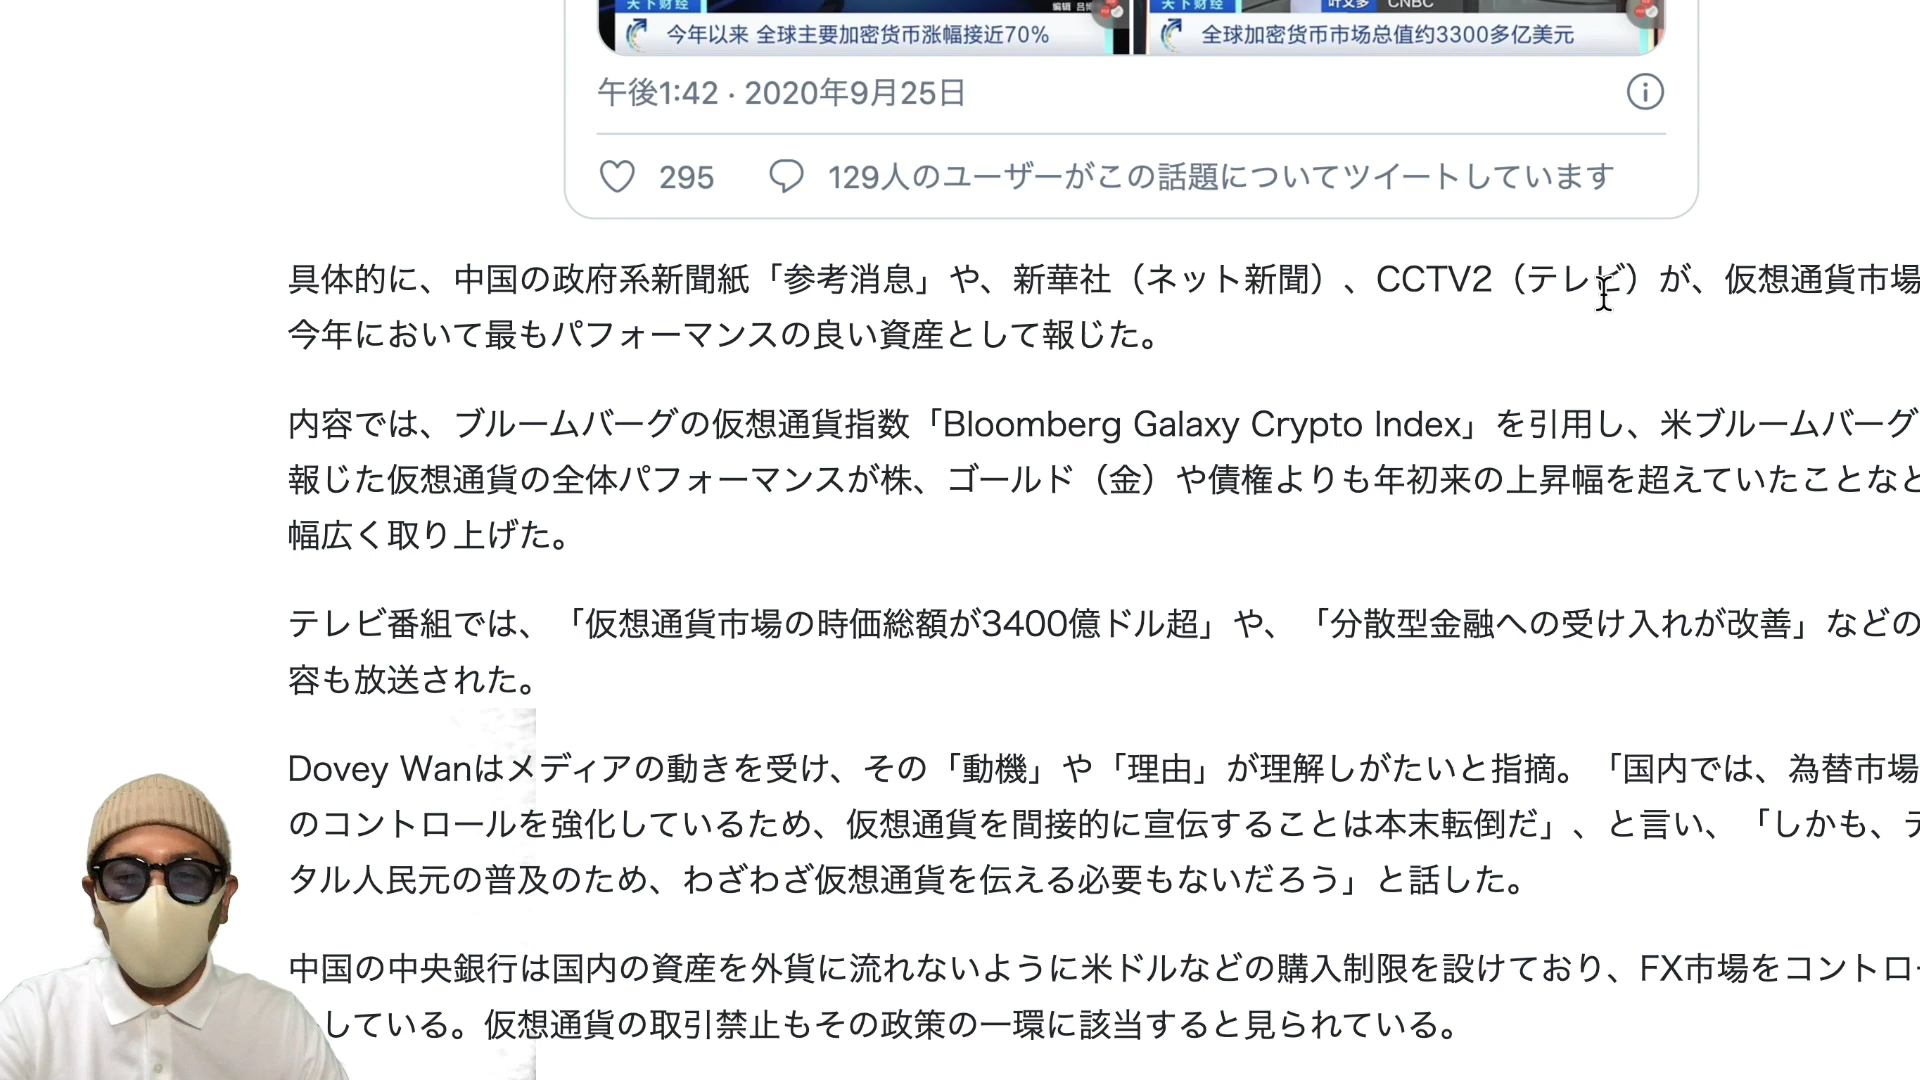 天下财经
编辑
天下财经
叶文多
CNBC
今年以来 全球主要加密货币涨幅接近70%
全球加密货币市场总值约3300多亿美元
午後1:42 · 2020年9月25日
295
129人のユーザーがこの話題についてツイートしています
具体的に、中国の政府系新聞紙「参考消息」や、新華社（ネット新聞）、CCTV2（テレビ）が、仮想通貨市場
今年において最もパフォーマンスの良い資産として報じた。
内容では、ブルームバーグの仮想通貨指数「Bloomberg Galaxy Crypto Index」を引用し、米ブルームバーグ
報じた仮想通貨の全体パフォーマンスが株、ゴールド（金）や債権よりも年初来の上昇幅を超えていたことなど
幅広く取り上げた。
テレビ番組では、「仮想通貨市場の時価総額が3400億ドル超」や、「分散型金融への受け入れが改善」などの
容も放送された。
Dovey Wanはメディアの動きを受け、その「動機」や「理由」が理解しがたいと指摘。「国内では、為替市場
のコントロールを強化しているため、仮想通貨を間接的に宣伝することは本末転倒だ」、と言い、「しかも、デ
タル人民元の普及のため、わざわざ仮想通貨を伝える必要もないだろう」と話した。
中国の中央銀行は国内の資産を外貨に流れないように米ドルなどの購入制限を設けており、FX市場をコントロー
している。仮想通貨の取引禁止もその政策の一環に該当すると見られている。